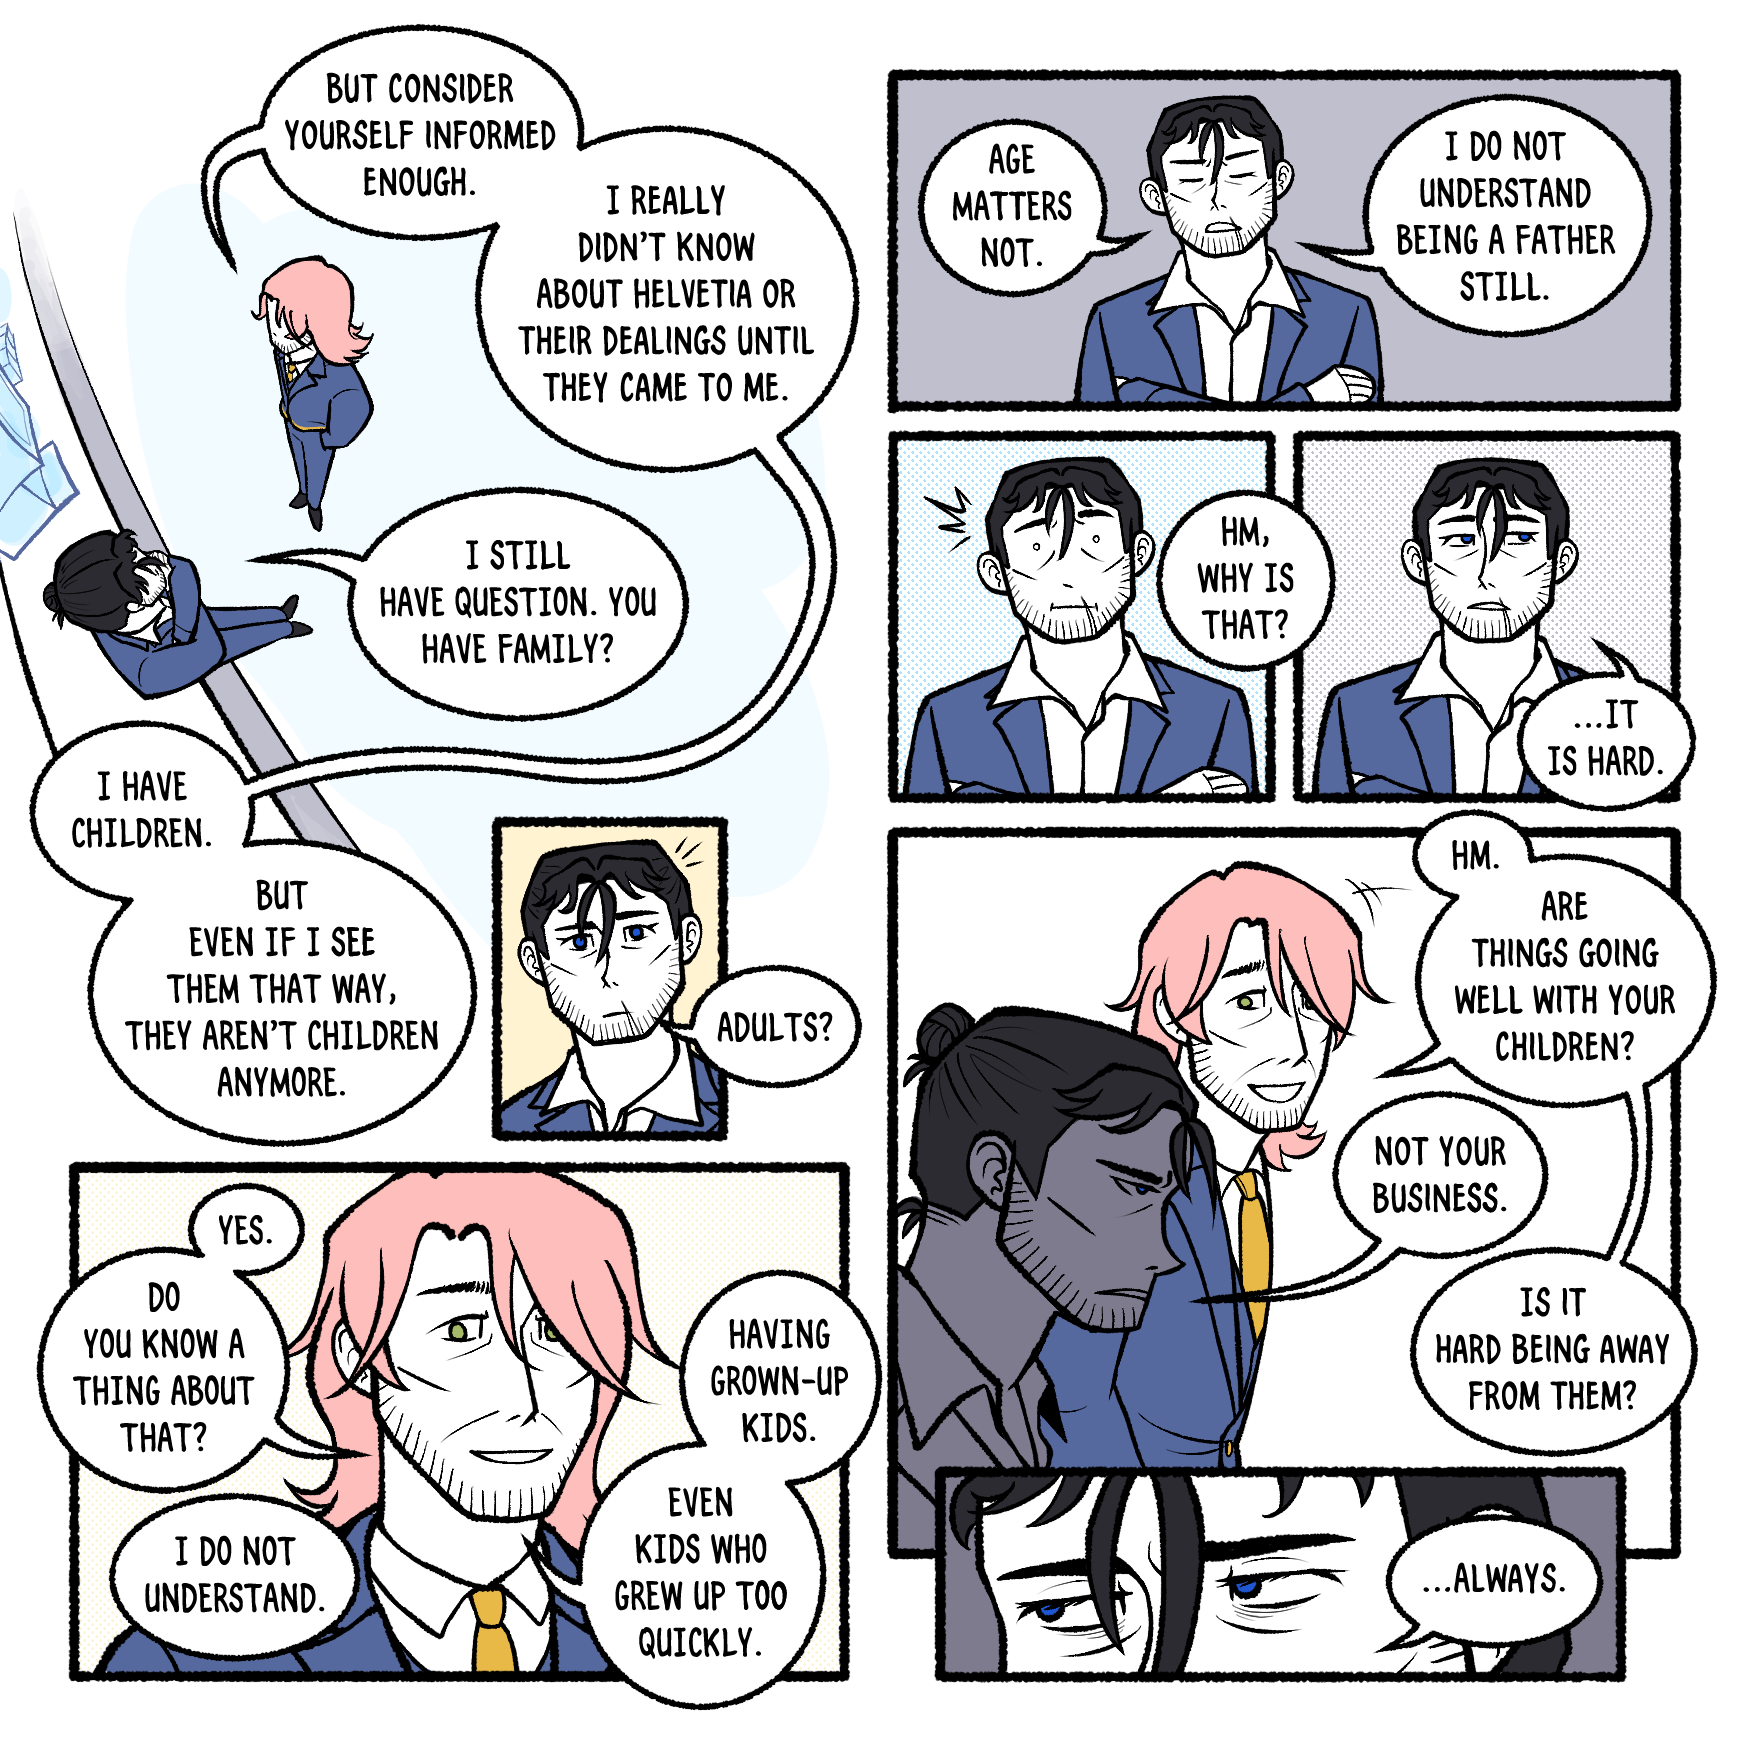 BUT CONSIDER
YOURSELF INFORMED
ENOUGH.
I REALLY
DIDN'T KNOW
ABOUT HELVETIA OR
THEIR DEALINGS UNTIL
THEY CAME TO ME.
I STILL
HAVE QUESTION. YOU
HAVE FAMILY?
I HAVE
CHILDREN.
BUT
EVEN IF I SEE
THEM THAT WAY,
THEY AREN'T CHILDREN
ANYMORE.
ADULTS?
YES.
DO
YOU KNOW A
THING ABOUT
THAT?
I DO NOT
UNDERSTAND.
HAVING
GROWN-UP
KIDS.
EVEN
KIDS WHO
GREW UP TOO
QUICKLY.
AGE
MATTERS
NOT.
I DO NOT
UNDERSTAND
BEING A FATHER
STILL.
HM,
WHY IS
THAT?
...IT
IS HARD.
HM.
ARE
THINGS GOING
WELL WITH YOUR
CHILDREN?
NOT YOUR
BUSINESS.
IS IT
HARD BEING AWAY
FROM THEM?
...ALWAYS.